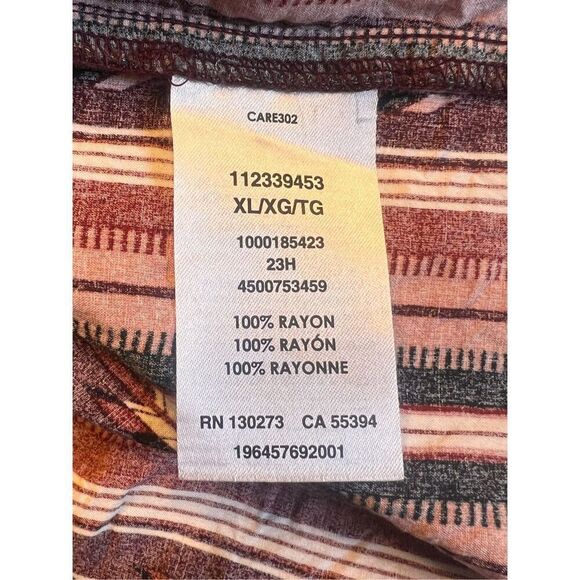 CARE302
112339453
XL/XG/TG
1000185423
23H
4500753459
100% RAYON
100% RAYÓN
100% RAYONNE
RN 130273 CA 55394
196457692001